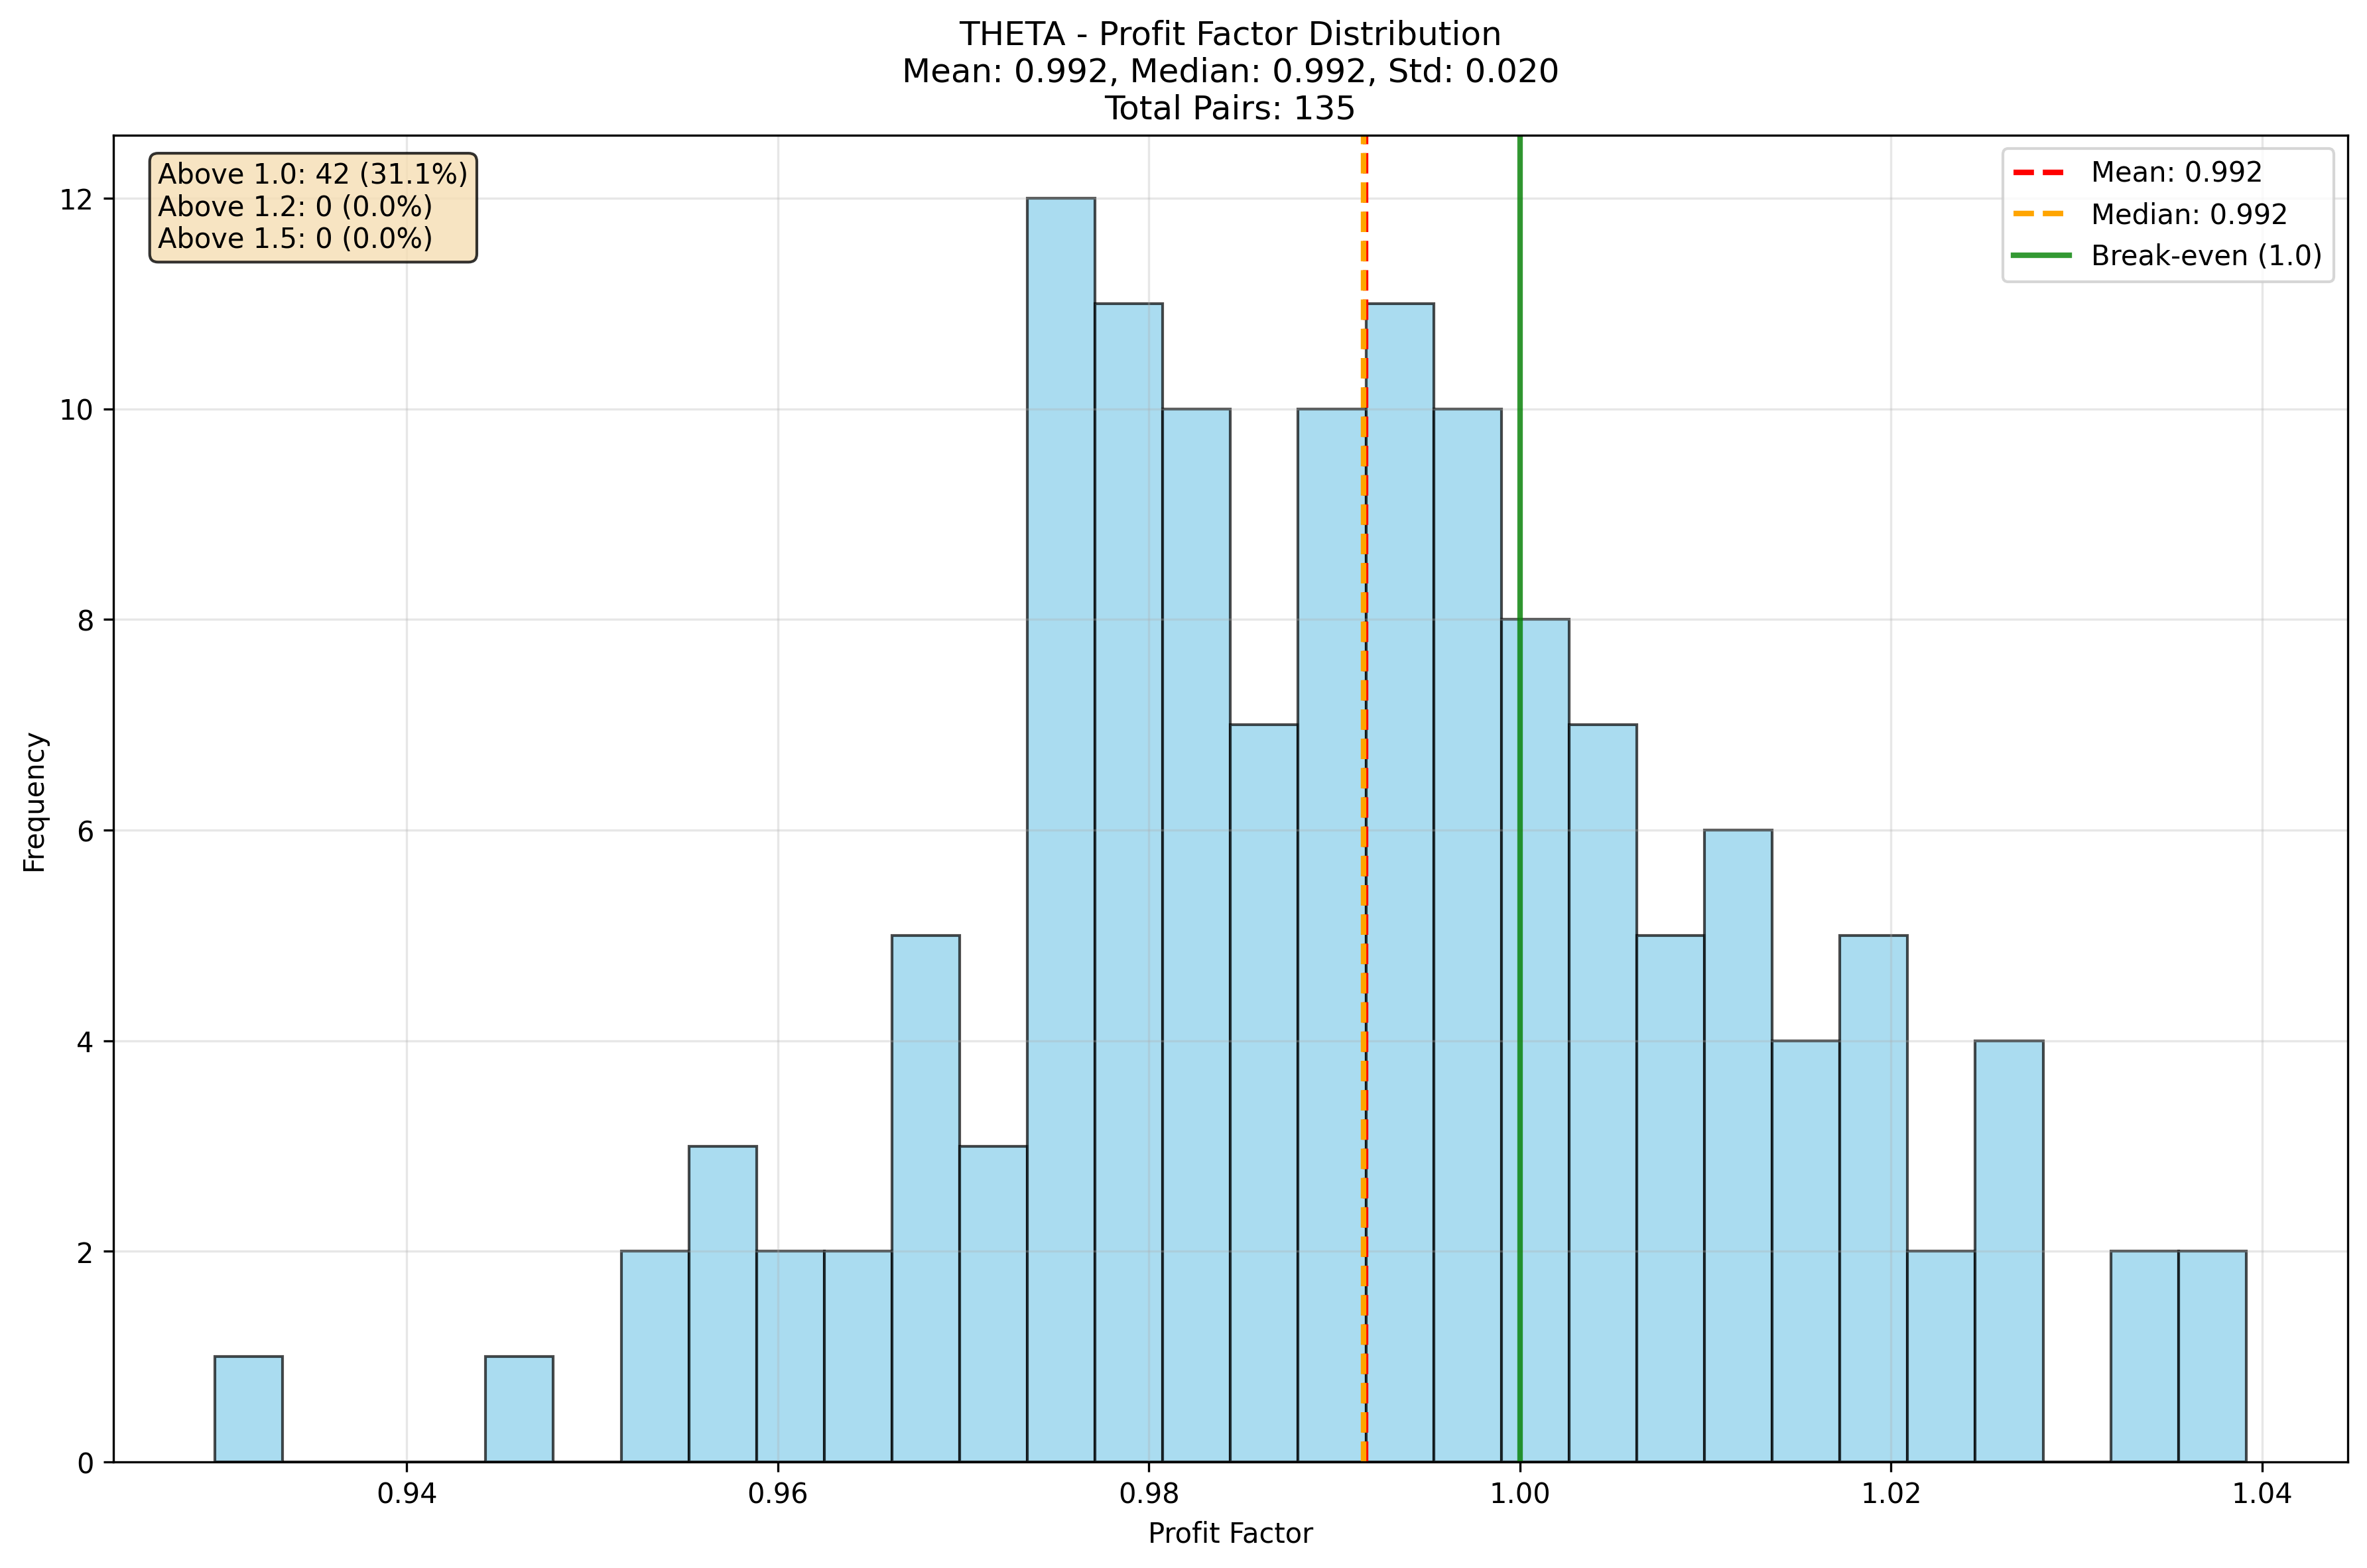 THETA - Profit Factor Distribution
Mean: 0.992, Median: 0.992, Std: 0.020
Total Pairs: 135
Above 1.0: 42 (31.1%)
Above 1.2: 0 (0.0%)
Above 1.5: 0 (0.0%)
Mean: 0.992
Median: 0.992
Break-even (1.0)
Frequency
12
10
8
6
4
2
0
0.94
0.96
0.98
1.00
1.02
1.04
Profit Factor